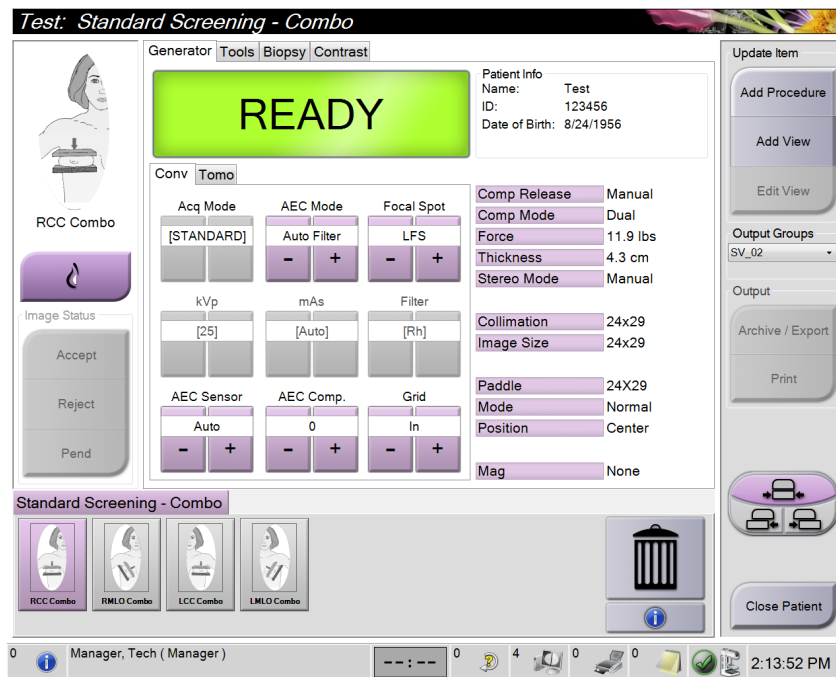 Test: Standard Screening - Combo
Generator Tools Biopsy Contrast
READY
Patient Info
Name: Test
ID: 123456
Date of Birth: 8/24/1956
RCC Combo
Image Status
Accept
Reject
Pend
Conv Tomo
Acq Mode AEC Mode Focal Spot
[STANDARD] Auto Filter LFS
- + - +
kVp mAs Filter
[25] [Auto] [Rh]
AEC Sensor AEC Comp. Grid
Auto 0 In
- + - + - +
Comp Release Manual
Comp Mode Dual
Force 11.9 lbs
Thickness 4.3 cm
Stereo Mode Manual
Collimation 24x29
Image Size 24x29
Paddle 24X29
Mode Normal
Position Center
Mag None
Update Item
Add Procedure
Add View
Edit View
Output Groups
SV_02
Output
Archive / Export
Print
Standard Screening - Combo
RCC Combo RMLO Combo LCC Combo LMLO Combo
Close Patient
0 Manager, Tech ( Manager ) --:-- 0 4 0 0 2:13:52 PM